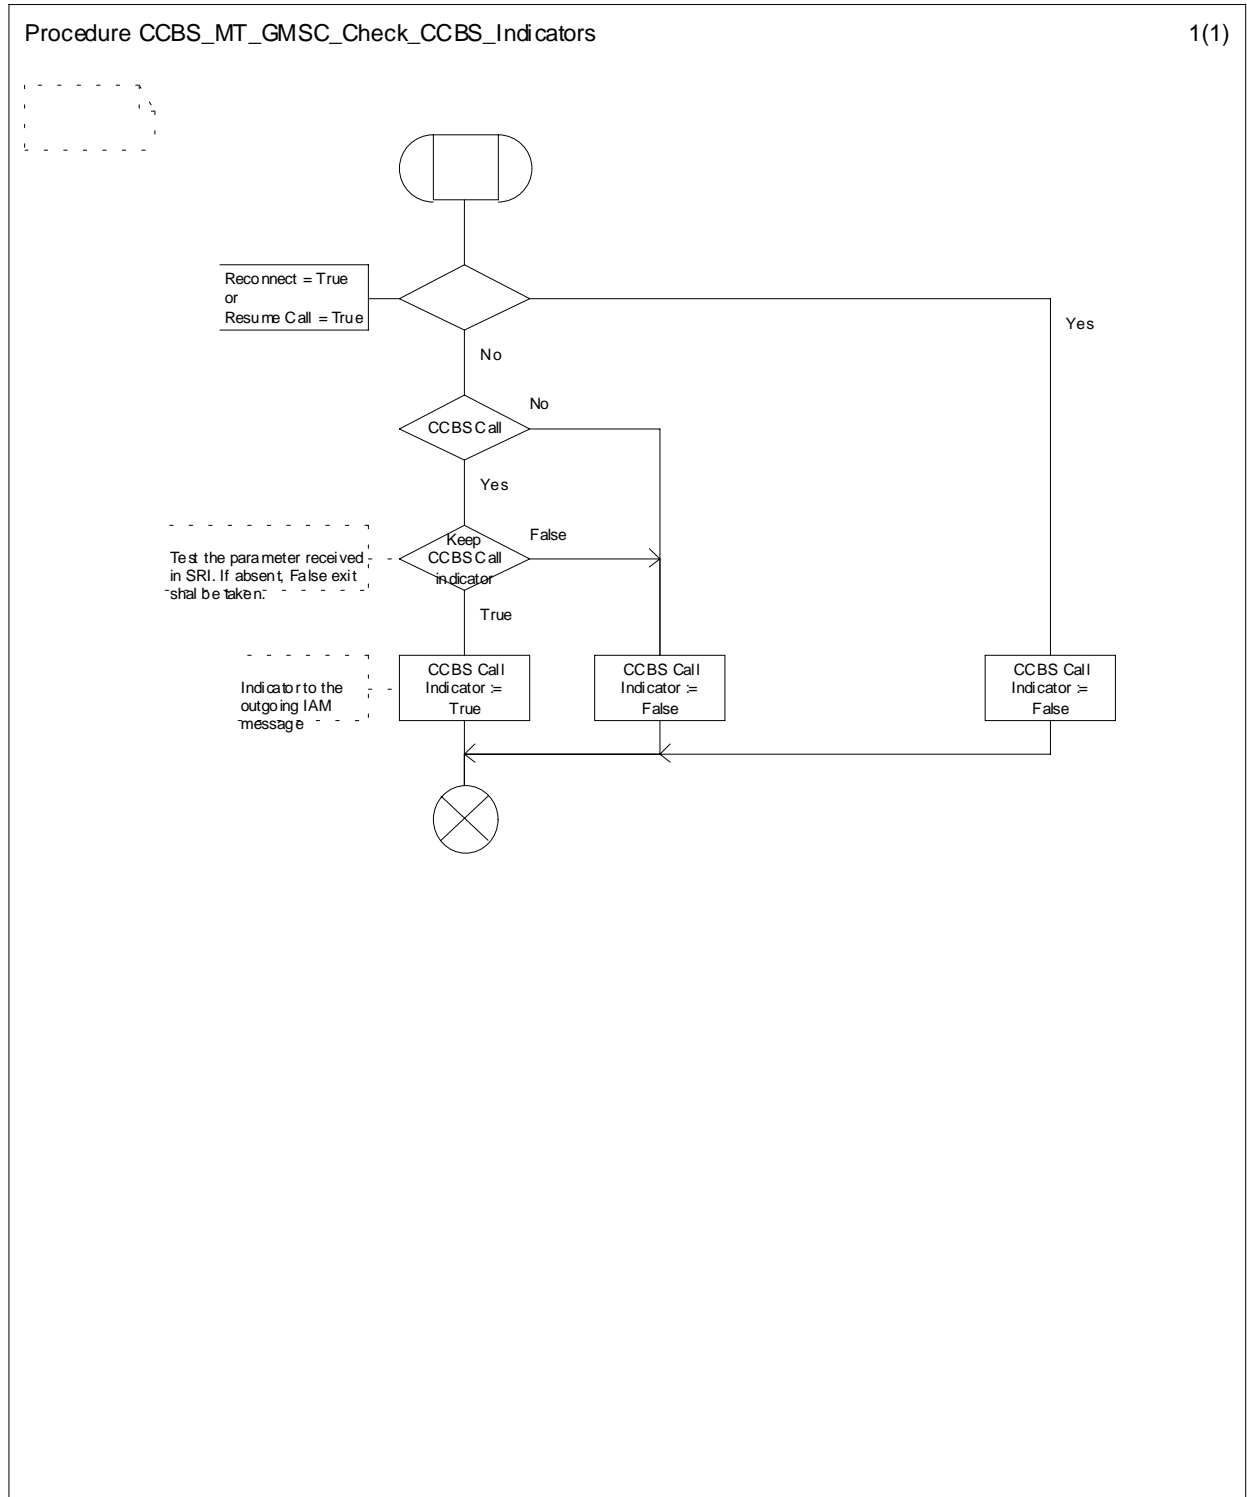 Procedure CCBS_MT_GMSC_Check_CCBS_Indicators
1(1)
Reconnect = True
or
Resume Call = True
Yes
No
No
CCBS Call
Yes
Keep
CCBS Call
indicator
False
Test the parameter received
in SRI. If absent, False exit
shal be taken.
True
CCBS Call
Indicator :=
True
CCBS Call
Indicator :=
False
CCBS Call
Indicator :=
False
Indicator to the
outgoing IAM
message